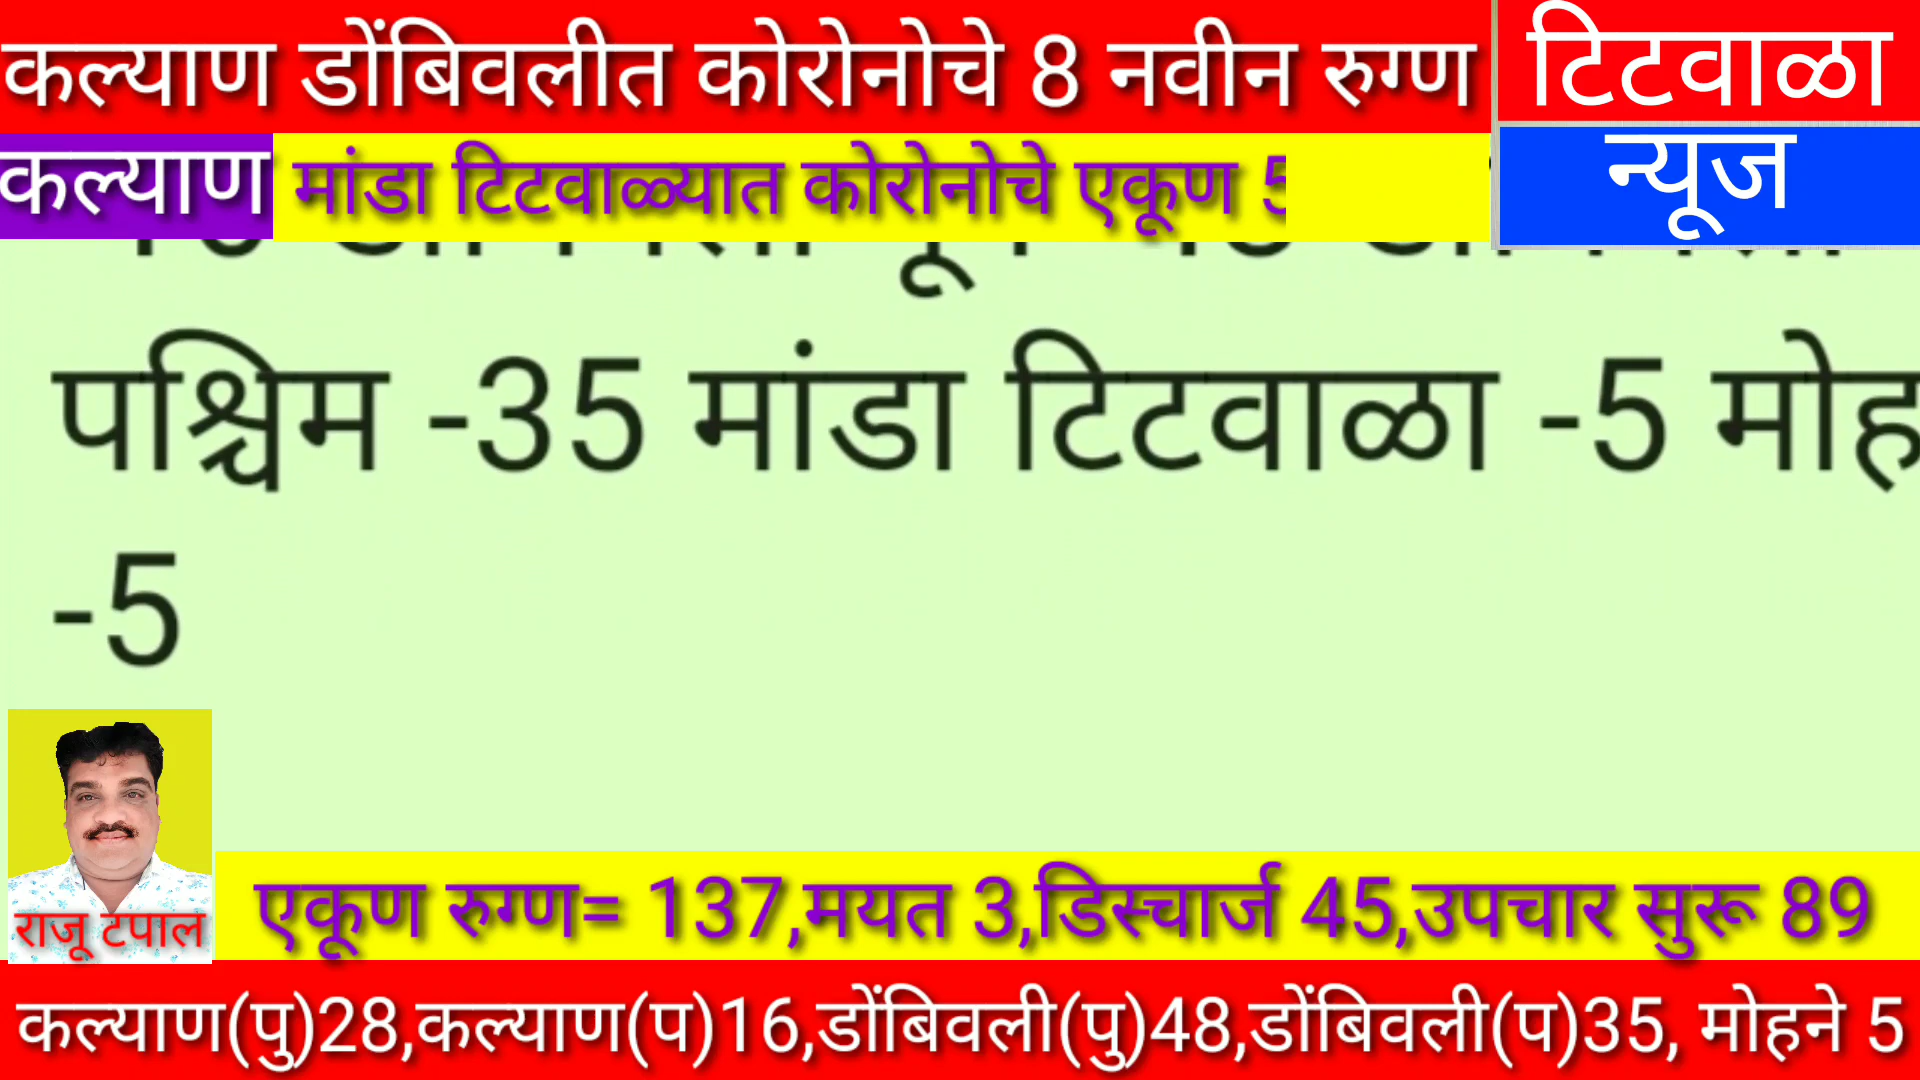 कल्याण डोंबिवलीत कोरोनोचे 8 नवीन रुग्ण
टिटवाळा
न्यूज
कल्याण
मांडा टिटवाळ्यात कोरोनोचे एकूण 5
पश्चिम -35 मांडा टिटवाळा -5 मोह
-5
राजू टपाल
एकूण रुग्ण= 137,मयत 3,डिस्चार्ज 45,उपचार सुरू 89
कल्याण(पु)28,कल्याण(प)16,डोंबिवली(पु)48,डोंबिवली(प)35, मोहने 5